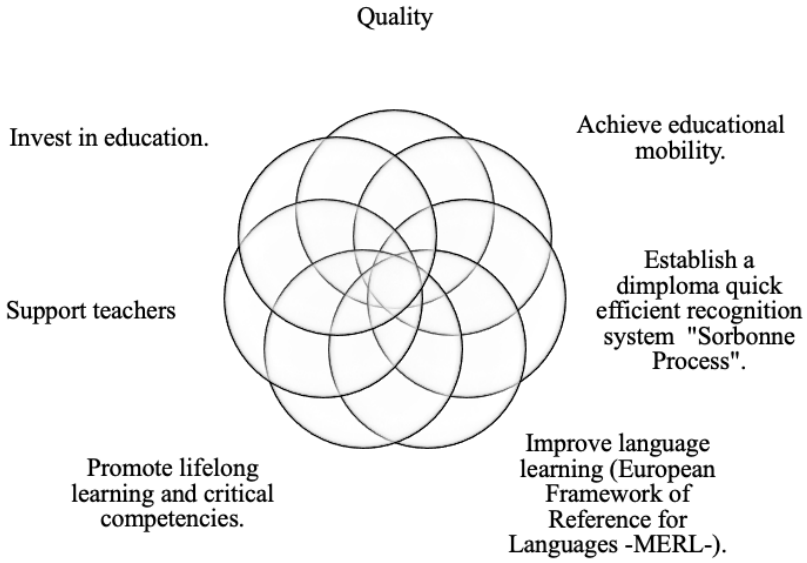 Quality
Invest in education.
Achieve educational
mobility.
Establish a
dimploma quick
efficient recognition
system "Sorbonne
Process".
Support teachers
Improve language
learning (European
Framework of
Reference for
Languages -MERL-).
Promote lifelong
learning and critical
competencies.